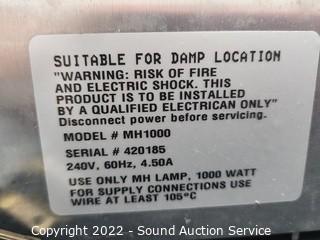 SUITABLE FOR DAMP LOCATION
"WARNING: RISK OF FIRE
AND ELECTRIC SHOCK. THIS
PRODUCT IS TO BE INSTALLED
BY A QUALIFIED ELECTRICAN ONLY"
Disconnect power before servicing.
MODEL # MH1000
SERIAL # 420185
240V, 60Hz, 4.50A
USE ONLY MH LAMP, 1000 WATT
FOR SUPPLY CONNECTIONS USE
WIRE AT LEAST 105°C
Copyright 2022 - Sound Auction Service